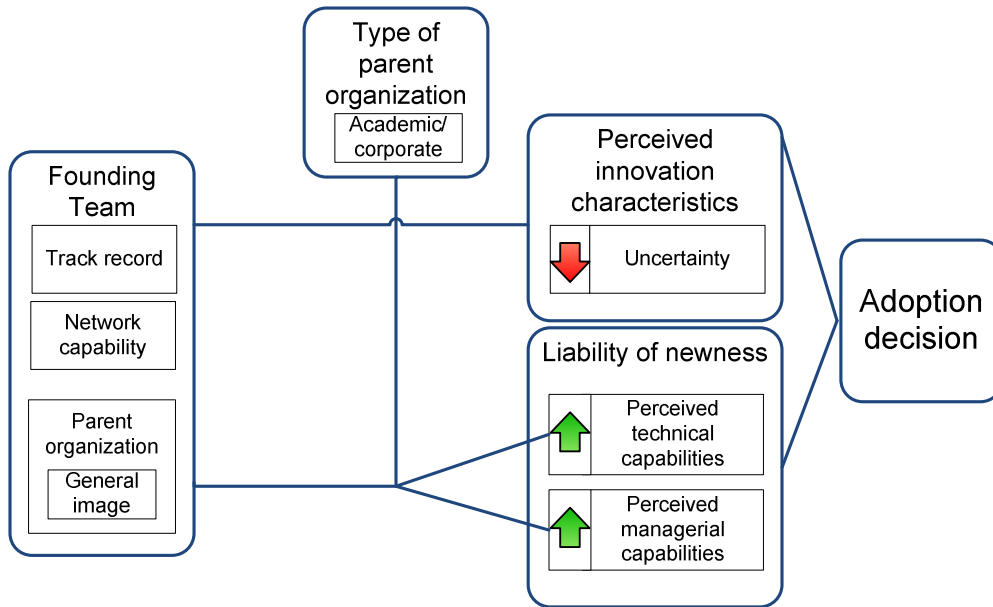 Type of
parent
organization
Academic/
corporate
Founding
Team
Track record
Network
capability
Parent
organization
General
image
Perceived
innovation
characteristics
Uncertainty
Liability of newness
Perceived
technical
capabilities
Perceived
managerial
capabilities
Adoption
decision